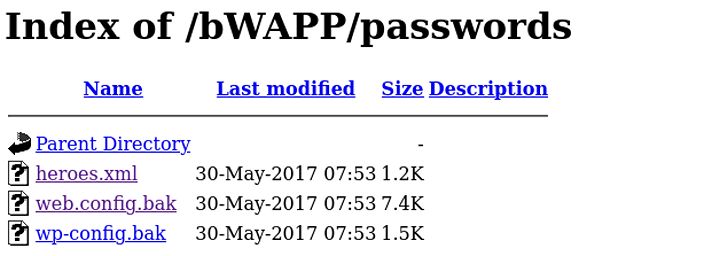 Index of /bWAPP/passwords
Name Last modified Size Description
Parent Directory -
heroes.xml 30-May-2017 07:53 1.2K
web.config.bak 30-May-2017 07:53 7.4K
wp-config.bak 30-May-2017 07:53 1.5K